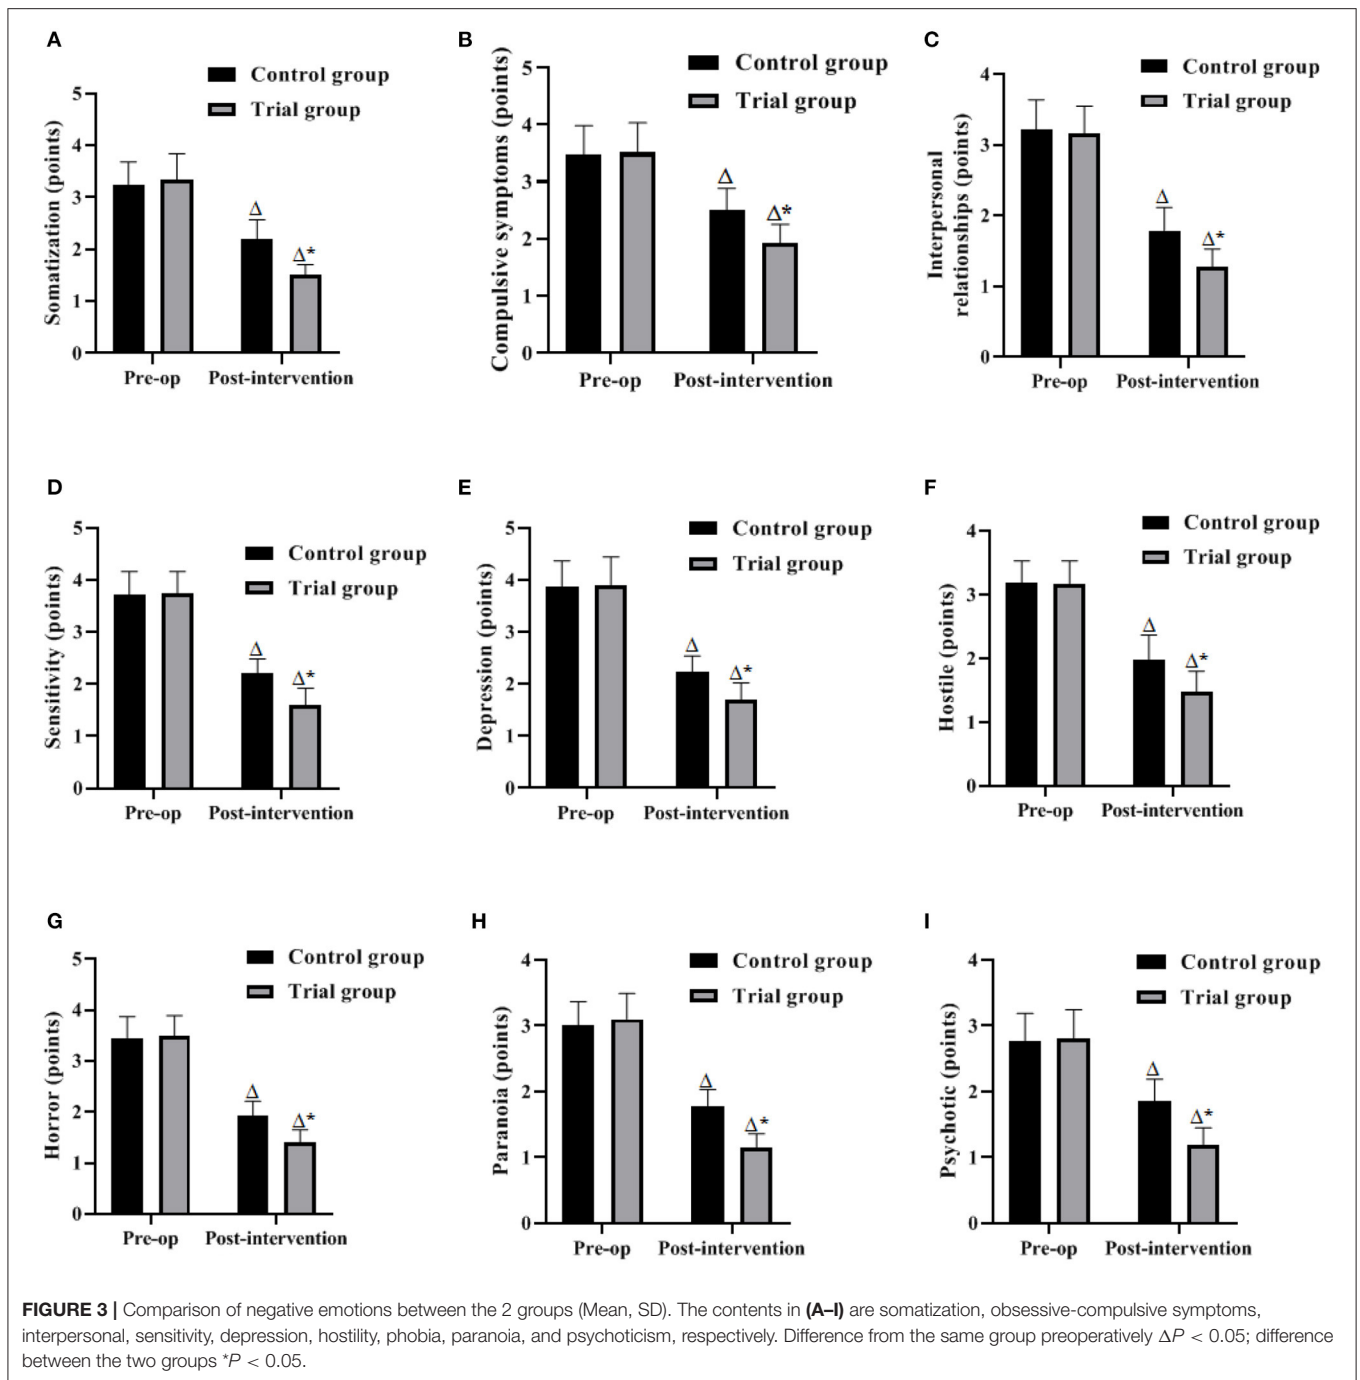 A
Control group
Trial group
Somatization (points)
5
4
3
2
1
0
Δ
Δ*
Pre-op Post-intervention
B
Control group
Trial group
Compulsive symptoms (points)
5
4
3
2
1
0
Δ
Δ*
Pre-op Post-intervention
C
Control group
Trial group
Interpersonal
relationships (points)
4
3
2
1
0
Δ
Δ*
Pre-op Post-intervention
D
Control group
Trial group
Sensitivity (points)
5
4
3
2
1
0
Δ
Δ*
Pre-op Post-intervention
E
Control group
Trial group
Depression (points)
5
4
3
2
1
0
Δ
Δ*
Pre-op Post-intervention
F
Control group
Trial group
Hostile (points)
4
3
2
1
0
Δ
Δ*
Pre-op Post-intervention
G
Control group
Trial group
Horror (points)
5
4
3
2
1
0
Δ
Δ*
Pre-op Post-intervention
H
Control group
Trial group
Paranoia (points)
4
3
2
1
0
Δ
Δ*
Pre-op Post-intervention
I
Control group
Trial group
Psychotic (points)
4
3
2
1
0
Δ
Δ*
Pre-op Post-intervention
FIGURE 3 | Comparison of negative emotions between the 2 groups (Mean, SD). The contents in (A–I) are somatization, obsessive-compulsive symptoms,
interpersonal, sensitivity, depression, hostility, phobia, paranoia, and psychoticism, respectively. Difference from the same group preoperatively ΔP < 0.05; difference
between the two groups *P < 0.05.